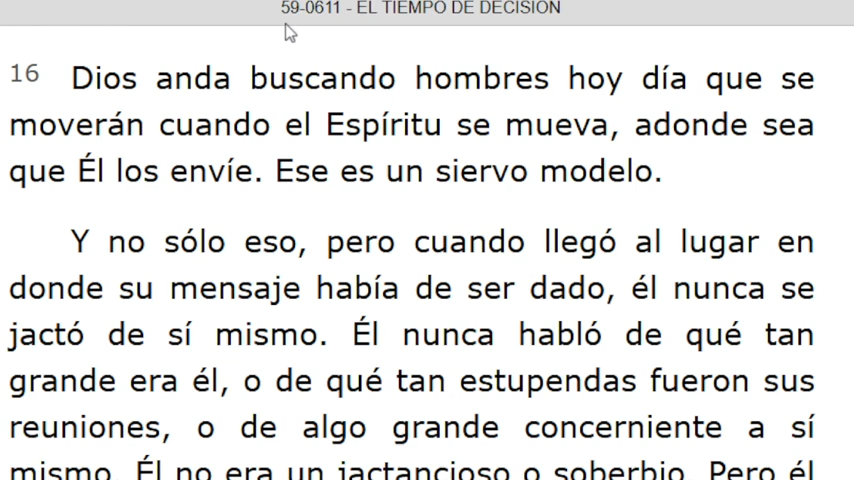 59-0611 - EL TIEMPO DE DECISIÓN
16 Dios anda buscando hombres hoy día que se
moverán cuando el Espíritu se mueva, adonde sea
que Él los envíe. Ese es un siervo modelo.
Y no sólo eso, pero cuando llegó al lugar en
donde su mensaje había de ser dado, él nunca se
jactó de sí mismo. Él nunca habló de qué tan
grande era él, o de qué tan estupendas fueron sus
reuniones, o de algo grande concerniente a sí
mismo. Él no era un jactancioso o soberbio. Pero él